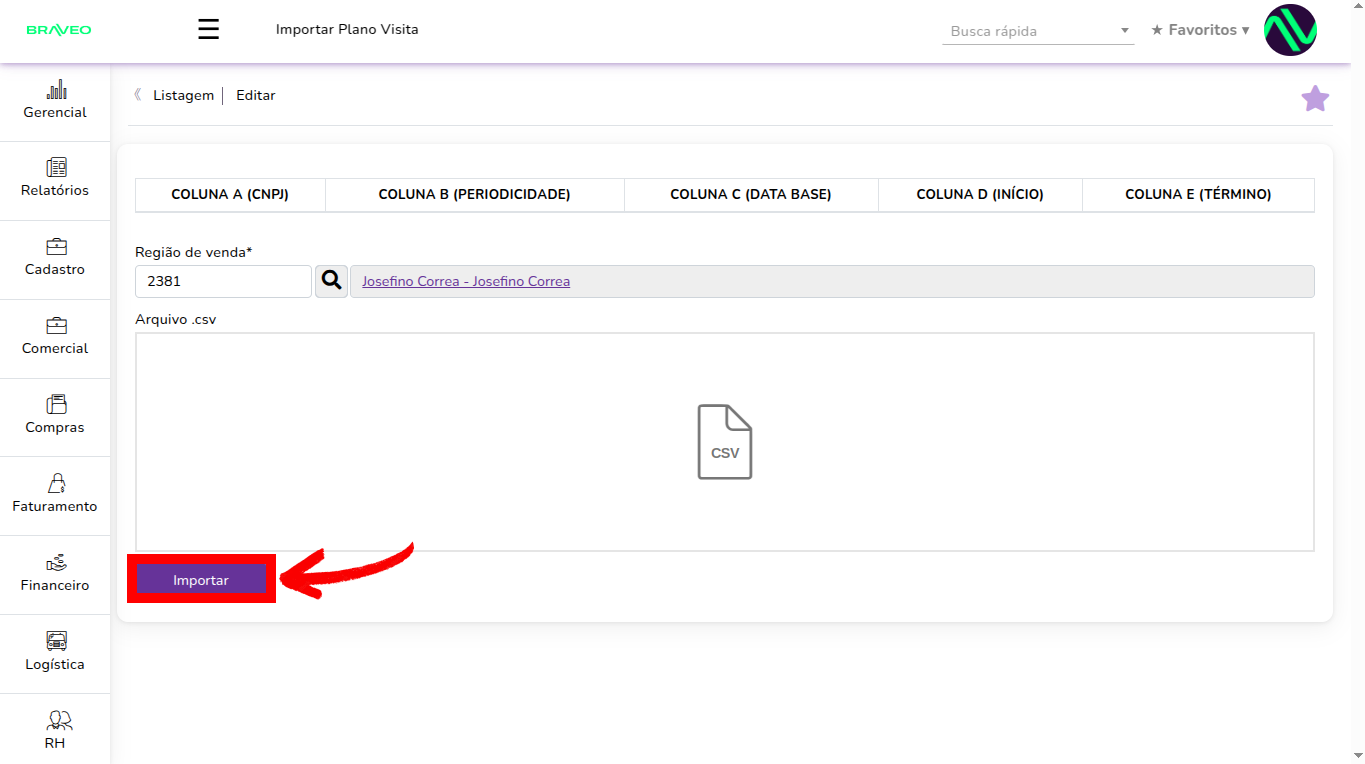 BRAVEO
☰
Importar Plano Visita
Busca rápida
★ Favoritos ▾
Gerencial
Relatórios
Cadastro
Comercial
Compras
Faturamento
Financeiro
Logística
RH
《 Listagem | Editar
COLUNA A (CNPJ) COLUNA B (PERIODICIDADE) COLUNA C (DATA BASE) COLUNA D (INÍCIO) COLUNA E (TÉRMINO)
Região de venda*
2381 Josefino Correa - Josefino Correa
Arquivo .csv
CSV
Importar